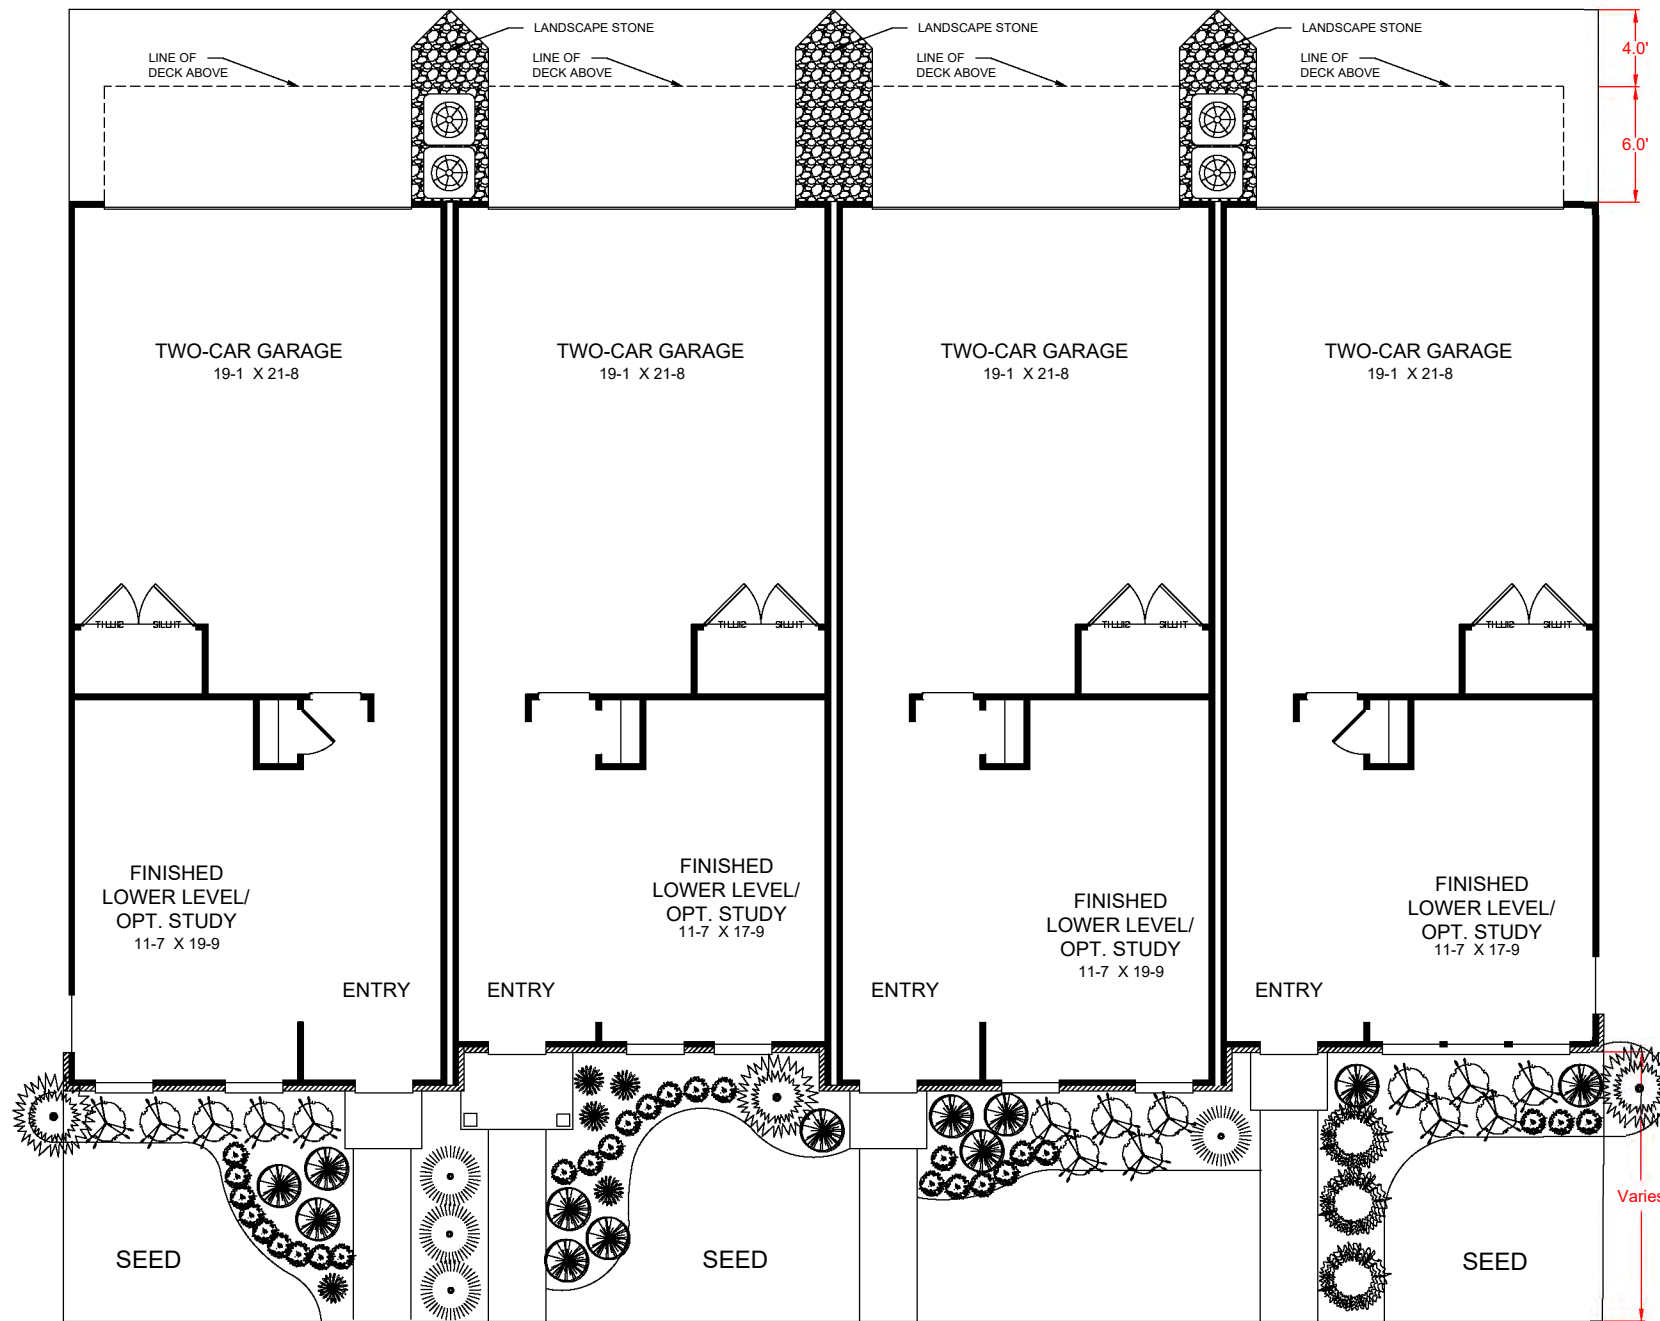 LANDSCAPE STONE
LANDSCAPE STONE
LANDSCAPE STONE
4.0'
LINE OF
DECK ABOVE
LINE OF
DECK ABOVE
LINE OF
DECK ABOVE
LINE OF
DECK ABOVE
6.0'
TWO-CAR GARAGE
19-1 X 21-8
TWO-CAR GARAGE
19-1 X 21-8
TWO-CAR GARAGE
19-1 X 21-8
TWO-CAR GARAGE
19-1 X 21-8
FINISHED
LOWER LEVEL/
OPT. STUDY
11-7 X 19-9
FINISHED
LOWER LEVEL/
OPT. STUDY
11-7 X 17-9
FINISHED
LOWER LEVEL/
OPT. STUDY
11-7 X 19-9
FINISHED
LOWER LEVEL/
OPT. STUDY
11-7 X 17-9
ENTRY
ENTRY
ENTRY
ENTRY
Varies
SEED
SEED
SEED